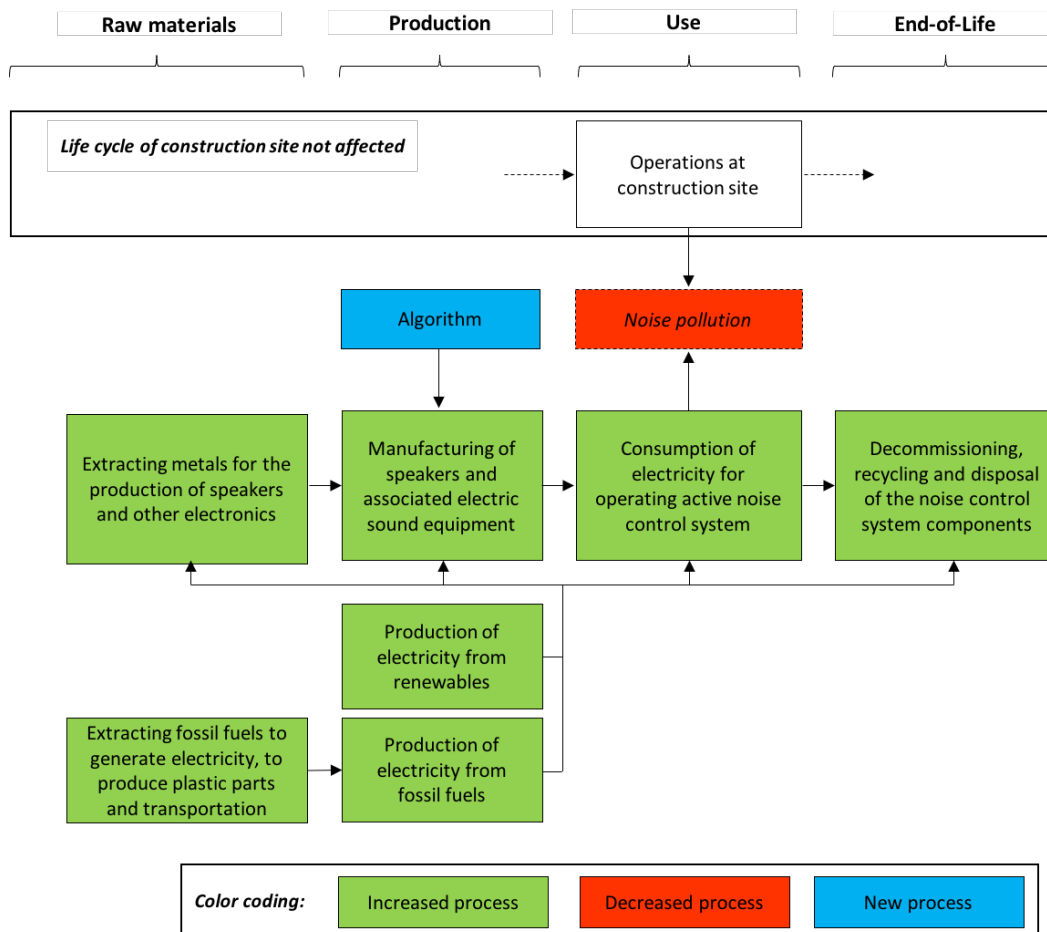 Raw materials
Production
Use
End-of-Life
Life cycle of construction site not affected
Operations at
construction site
Algorithm
Noise pollution
Extracting metals for the
production of speakers
and other electronics
Manufacturing of
speakers and
associated electric
sound equipment
Consumption of
electricity for
operating active noise
control system
Decommissioning,
recycling and disposal
of the noise control
system components
Production of
electricity from
renewables
Extracting fossil fuels to
generate electricity, to
produce plastic parts
and transportation
Production of
electricity from
fossil fuels
Color coding:
Increased process
Decreased process
New process